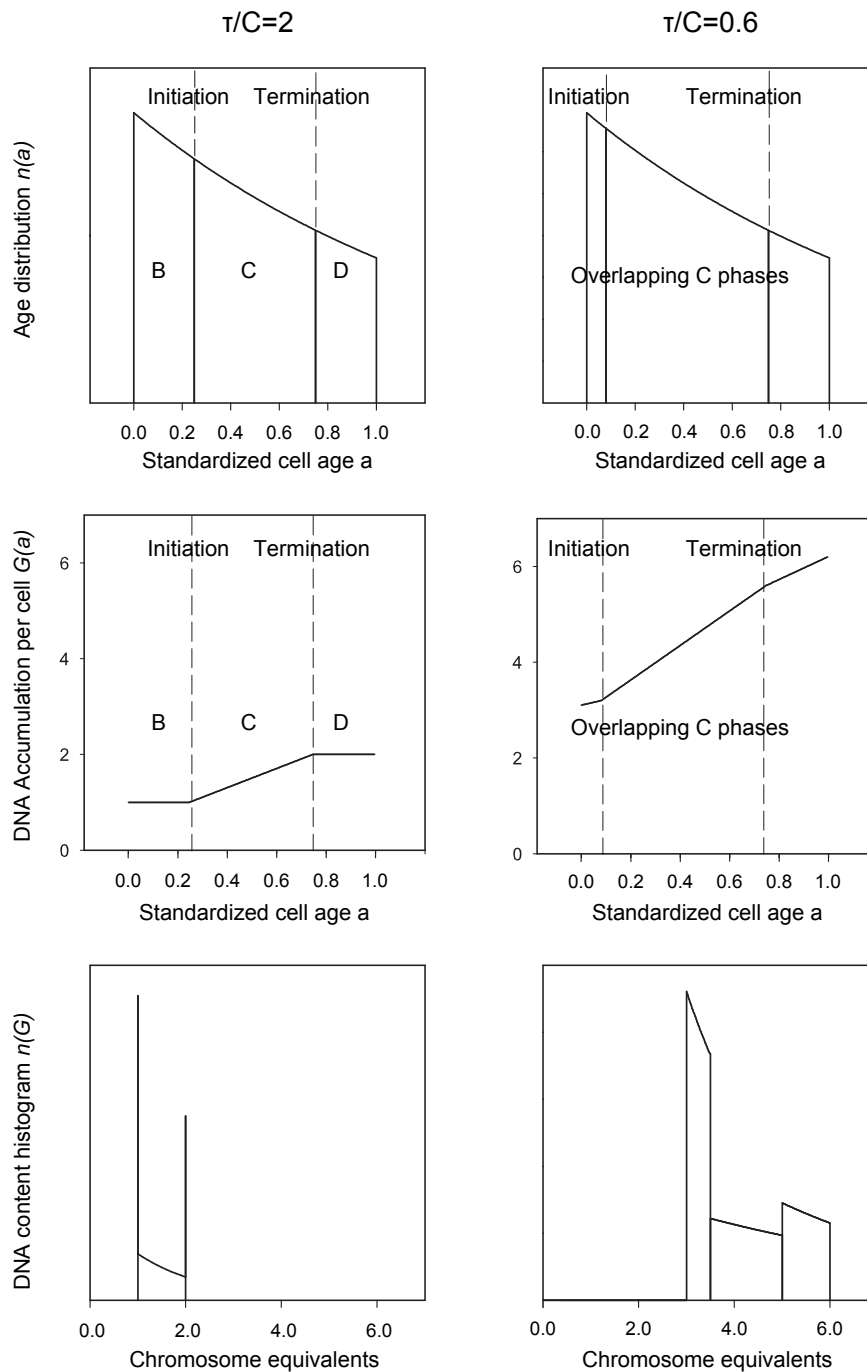 τ/C=2
τ/C=0.6
Age distribution n(a)
Initiation Termination
B C D
0.0 0.2 0.4 0.6 0.8 1.0
Standardized cell age a
Initiation Termination
Overlapping C phases
0.0 0.2 0.4 0.6 0.8 1.0
Standardized cell age a
DNA Accumulation per cell G(a)
6
4
2
0
Initiation Termination
B C D
0.0 0.2 0.4 0.6 0.8 1.0
Standardized cell age a
6
4
2
0
Initiation Termination
Overlapping C phases
0.0 0.2 0.4 0.6 0.8 1.0
Standardized cell age a
DNA content histogram n(G)
0.0 2.0 4.0 6.0
Chromosome equivalents
0.0 2.0 4.0 6.0
Chromosome equivalents